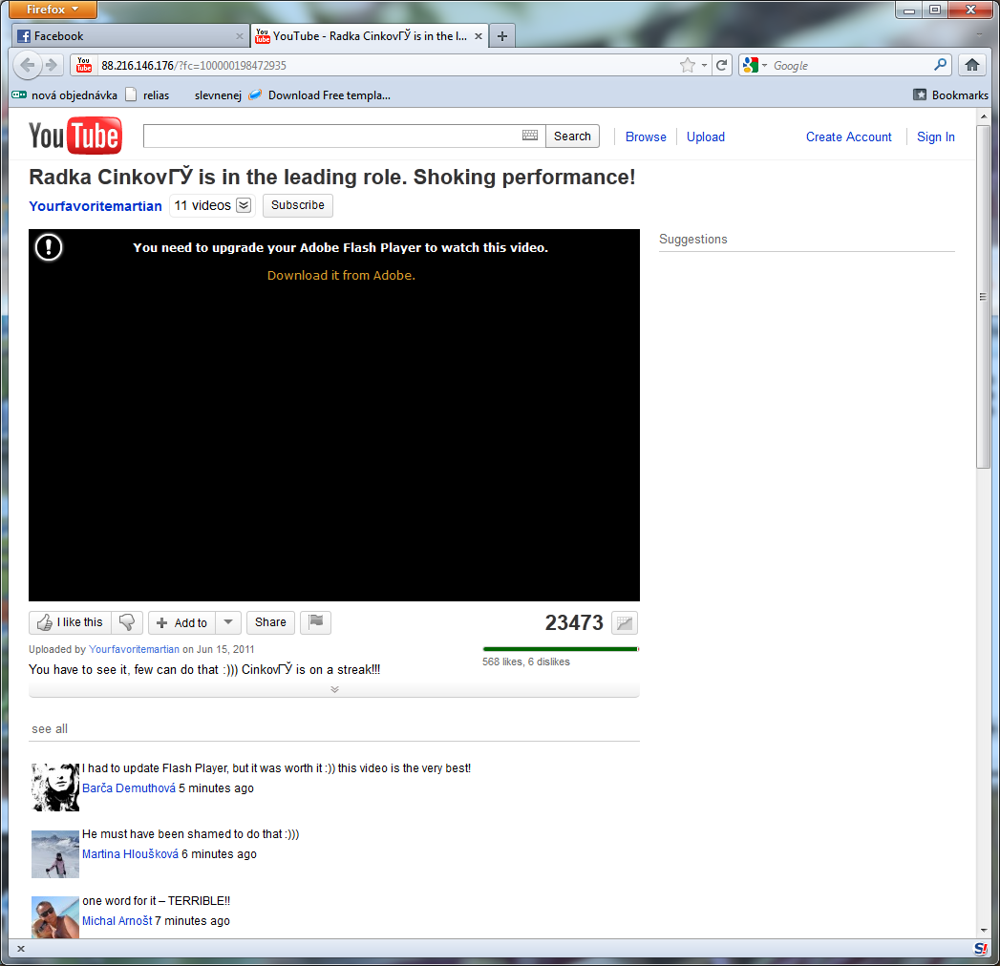 Firefox
Facebook
YouTube - Radka CinkovГЎ is in the l...
You Tube
88.216.146.176/?fc=100000198472935
Google
nová objednávka relias slevnenej Download Free templa... Bookmarks
YouTube
Search
Browse Upload Create Account Sign In
Radka CinkovГЎ is in the leading role. Shoking performance!
Yourfavoritemartian 11 videos Subscribe
You need to upgrade your Adobe Flash Player to watch this video.
Download it from Adobe.
Suggestions
I like this Add to Share 23473
Uploaded by Yourfavoritemartian on Jun 15, 2011
568 likes, 6 dislikes
You have to see it, few can do that :))) CinkovГЎ is on a streak!!!
see all
I had to update Flash Player, but it was worth it :)) this video is the very best!
Barča Demuthová 5 minutes ago
He must have been shamed to do that :)))
Martina Hloušková 6 minutes ago
one word for it – TERRIBLE!!
Michal Arnošt 7 minutes ago
S!